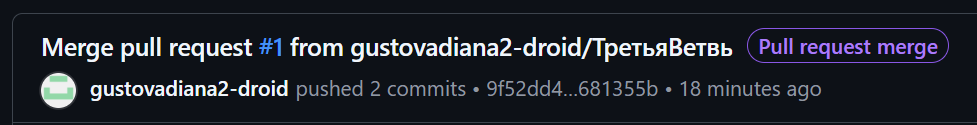 Merge pull request #1 from gustovadiana2-droid/ТретьяВетвь Pull request merge
gustovadiana2-droid pushed 2 commits • 9f52dd4...681355b • 18 minutes ago